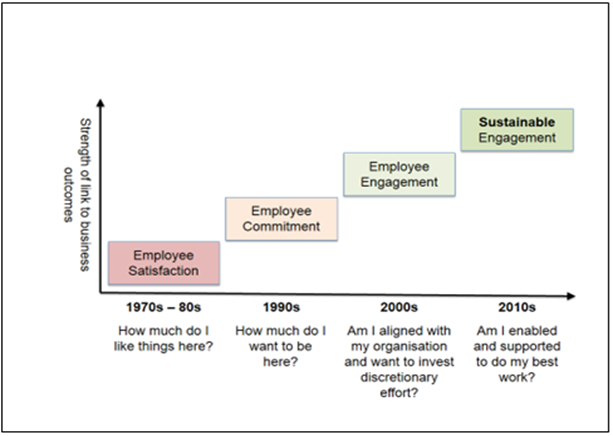 Strength of link to business
outcomes
Sustainable
Engagement
Employee
Engagement
Employee
Commitment
Employee
Satisfaction
1970s – 80s
1990s
2000s
2010s
How much do I
like things here?
How much do I
want to be
here?
Am I aligned with
my organisation
and want to invest
discretionary
effort?
Am I enabled
and supported
to do my best
work?